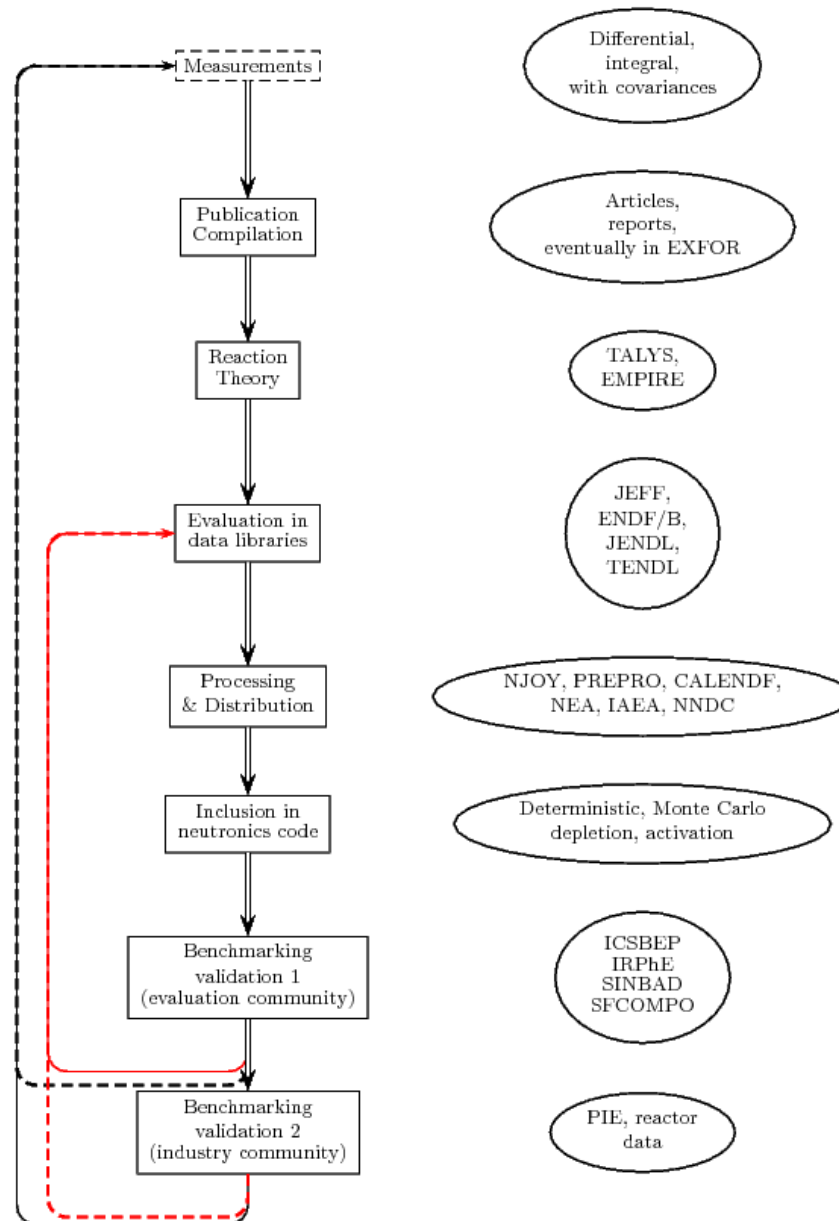 Measurements
Differential,
integral,
with covariances
Publication
Compilation
Articles,
reports,
eventually in EXFOR
Reaction
Theory
TALYS,
EMPIRE
Evaluation in
data libraries
JEFF,
ENDF/B,
JENDL,
TENDL
Processing
& Distribution
NJOY, PREPRO, CALENDF,
NEA, IAEA, NNDC
Inclusion in
neutronics code
Deterministic, Monte Carlo
depletion, activation
Benchmarking
validation 1
(evaluation community)
ICSBEP
IRPhE
SINBAD
SFCOMPO
Benchmarking
validation 2
(industry community)
PIE, reactor
data